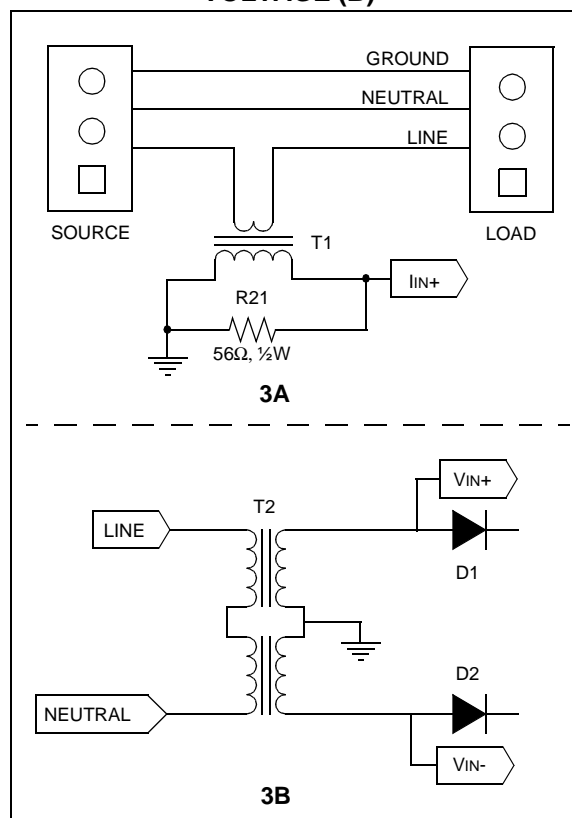 GROUND
NEUTRAL
LINE
SOURCE
LOAD
T1
IIN+
R21
56Ω, ½W
3A
VIN+
T2
LINE
D1
D2
NEUTRAL
VIN-
3B